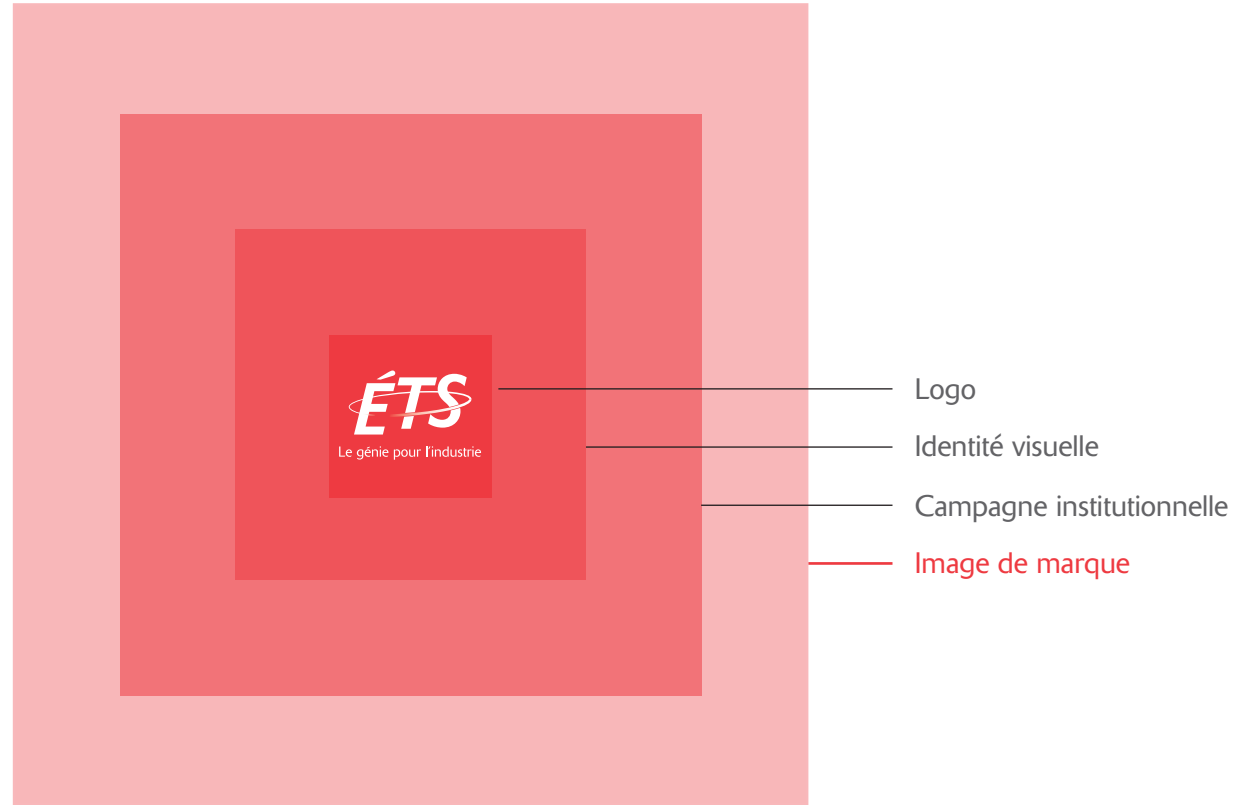 ÉTS
Le génie pour l'industrie
Logo
Identité visuelle
Campagne institutionnelle
Image de marque